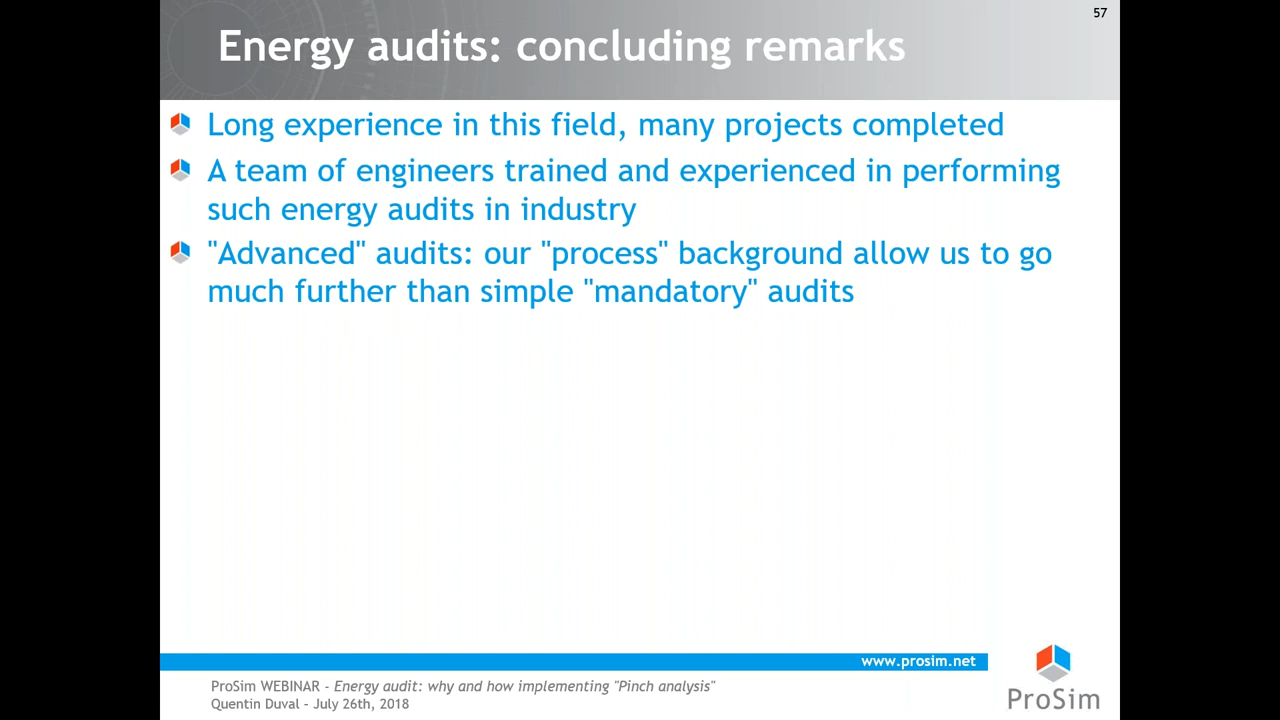 57
Energy audits: concluding remarks
Long experience in this field, many projects completed
A team of engineers trained and experienced in performing
such energy audits in industry
"Advanced" audits: our "process" background allow us to go
much further than simple "mandatory" audits
www.prosim.net
ProSim WEBINAR - Energy audit: why and how implementing "Pinch analysis"
Quentin Duval – July 26th, 2018
ProSim